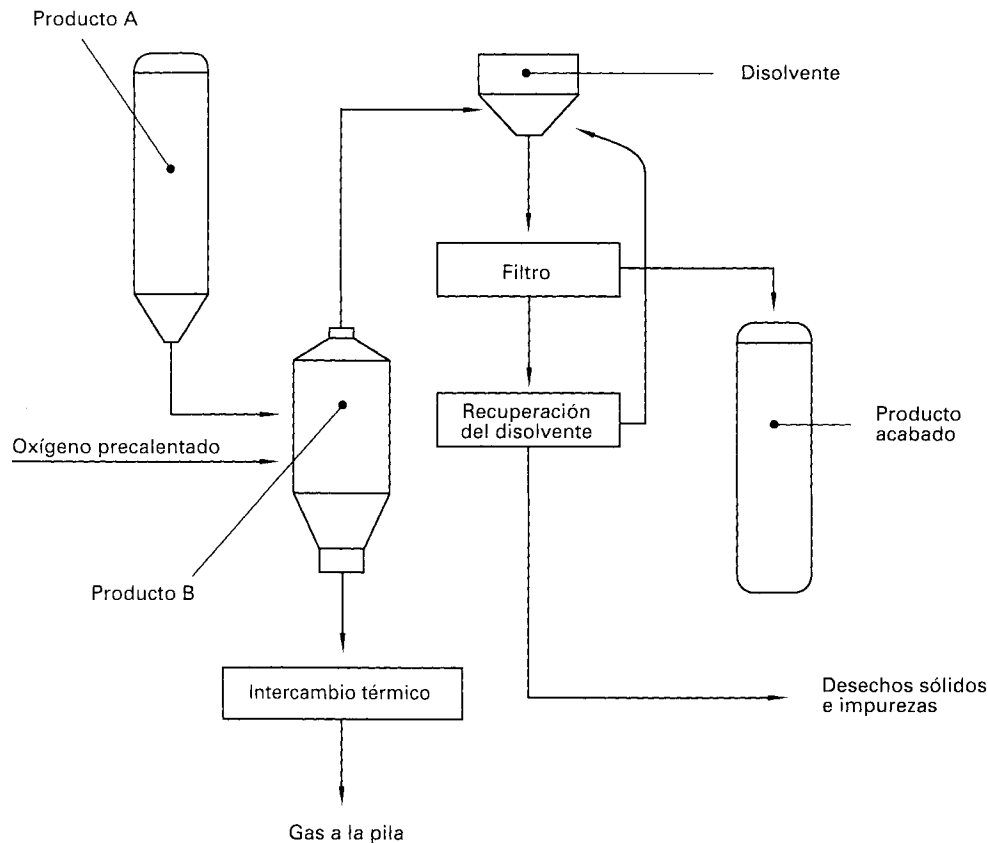 Producto A
Disolvente
Filtro
Recuperación
del disolvente
Producto
acabado
Oxígeno precalentado
Producto B
Intercambio térmico
Desechos sólidos
e impurezas
Gas a la pila